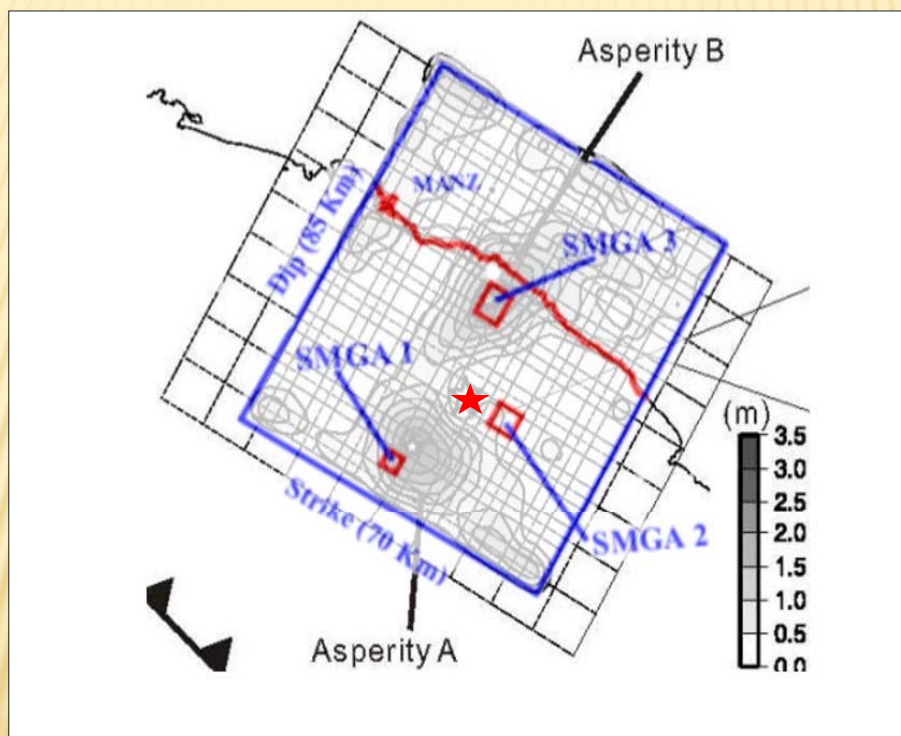 Asperity B
MANZ
Dip (85 Km)
SMGA 3
SMGA 1
(m)
3.5
3.0
2.5
2.0
1.5
1.0
0.5
0.0
Strike (70 Km)
SMGA 2
Asperity A